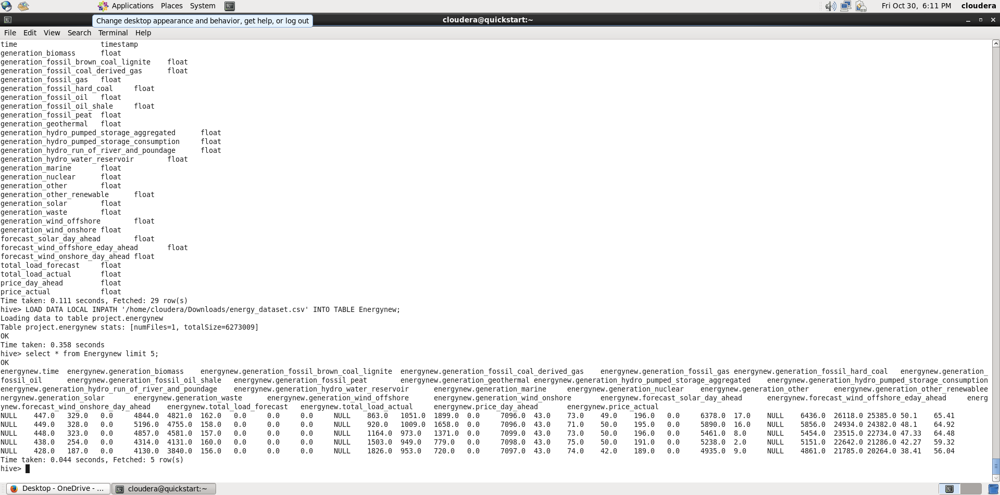 Applications Places System Fri Oct 30, 6:11 PM cloudera
Change desktop appearance and behavior, get help, or log out
cloudera@quickstart:~
File Edit View Search Terminal Help
time timestamp
generation_biomass float
generation_fossil_brown_coal_lignite float
generation_fossil_coal_derived_gas float
generation_fossil_gas float
generation_fossil_hard_coal float
generation_fossil_oil float
generation_fossil_oil_shale float
generation_fossil_peat float
generation_geothermal float
generation_hydro_pumped_storage_aggregated float
generation_hydro_pumped_storage_consumption float
generation_hydro_run_of_river_and_poundage float
generation_hydro_water_reservoir float
generation_marine float
generation_nuclear float
generation_other float
generation_other_renewable float
generation_solar float
generation_waste float
generation_wind_offshore float
generation_wind_onshore float
forecast_solar_day_ahead float
forecast_wind_offshore_eday_ahead float
forecast_wind_onshore_day_ahead float
total_load_forecast float
total_load_actual float
price_day_ahead float
price_actual float
Time taken: 0.111 seconds, Fetched: 29 row(s)
hive> LOAD DATA LOCAL INPATH '/home/cloudera/Downloads/energy_dataset.csv' INTO TABLE Energynew;
Loading data to table project.energynew
Table project.energynew stats: [numFiles=1, totalSize=6273009]
OK
Time taken: 0.358 seconds
hive> select * from Energynew limit 5;
OK
energynew.time energynew.generation_biomass energynew.generation_fossil_brown_coal_lignite energynew.generation_fossil_coal_derived_gas energynew.generation_fossil_gas energynew.generation_fossil_hard_coal energynew.generation_
fossil_oil energynew.generation_fossil_oil_shale energynew.generation_fossil_peat energynew.generation_geothermal energynew.generation_hydro_pumped_storage_aggregated energynew.generation_hydro_pumped_storage_consumption
energynew.generation_hydro_run_of_river_and_poundage energynew.generation_hydro_water_reservoir energynew.generation_marine energynew.generation_nuclear energynew.generation_other energynew.generation_other_renewablee
nergynew.generation_solar energynew.generation_waste energynew.generation_wind_offshore energynew.generation_wind_onshore energynew.forecast_solar_day_ahead energynew.forecast_wind_offshore_eday_ahead energ
ynew.forecast_wind_onshore_day_ahead energynew.total_load_forecast energynew.total_load_actual energynew.price_day_ahead energynew.price_actual
NULL 447.0 329.0 0.0 4844.0 4821.0 162.0 0.0 0.0 0.0 NULL 863.0 1051.0 1899.0 0.0 7096.0 43.0 73.0 49.0 196.0 0.0 6378.0 17.0 NULL 6436.0 26118.0 25385.0 50.1 65.41
NULL 449.0 328.0 0.0 5196.0 4755.0 158.0 0.0 0.0 0.0 NULL 920.0 1009.0 1658.0 0.0 7096.0 43.0 71.0 50.0 195.0 0.0 5890.0 16.0 NULL 5856.0 24934.0 24382.0 48.1 64.92
NULL 448.0 323.0 0.0 4857.0 4581.0 157.0 0.0 0.0 0.0 NULL 1164.0 973.0 1371.0 0.0 7099.0 43.0 73.0 50.0 196.0 0.0 5461.0 8.0 NULL 5454.0 23515.0 22734.0 47.33 64.48
NULL 438.0 254.0 0.0 4314.0 4131.0 160.0 0.0 0.0 0.0 NULL 1503.0 949.0 779.0 0.0 7098.0 43.0 75.0 50.0 191.0 0.0 5238.0 2.0 NULL 5151.0 22642.0 21286.0 42.27 59.32
NULL 428.0 187.0 0.0 4130.0 3840.0 156.0 0.0 0.0 0.0 NULL 1826.0 953.0 720.0 0.0 7097.0 43.0 74.0 42.0 189.0 0.0 4935.0 9.0 NULL 4861.0 21785.0 20264.0 38.41 56.04
Time taken: 0.044 seconds, Fetched: 5 row(s)
hive>
Desktop - OneDrive - ... cloudera@quickstart:~